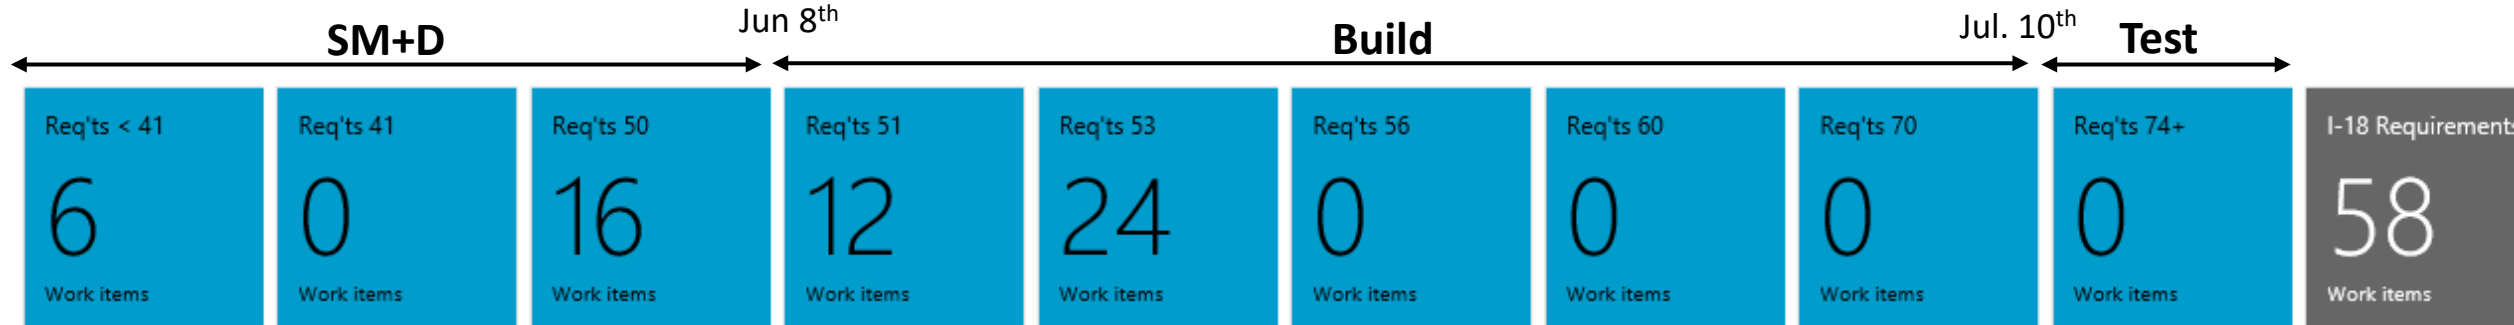 SM+D
Jun 8th
Build
Jul. 10th
Test
Req'ts < 41
6
Work items
Req'ts 41
0
Work items
Req'ts 50
16
Work items
Req'ts 51
12
Work items
Req'ts 53
24
Work items
Req'ts 56
0
Work items
Req'ts 60
0
Work items
Req'ts 70
0
Work items
Req'ts 74+
0
Work items
I-18 Requirements
58
Work items